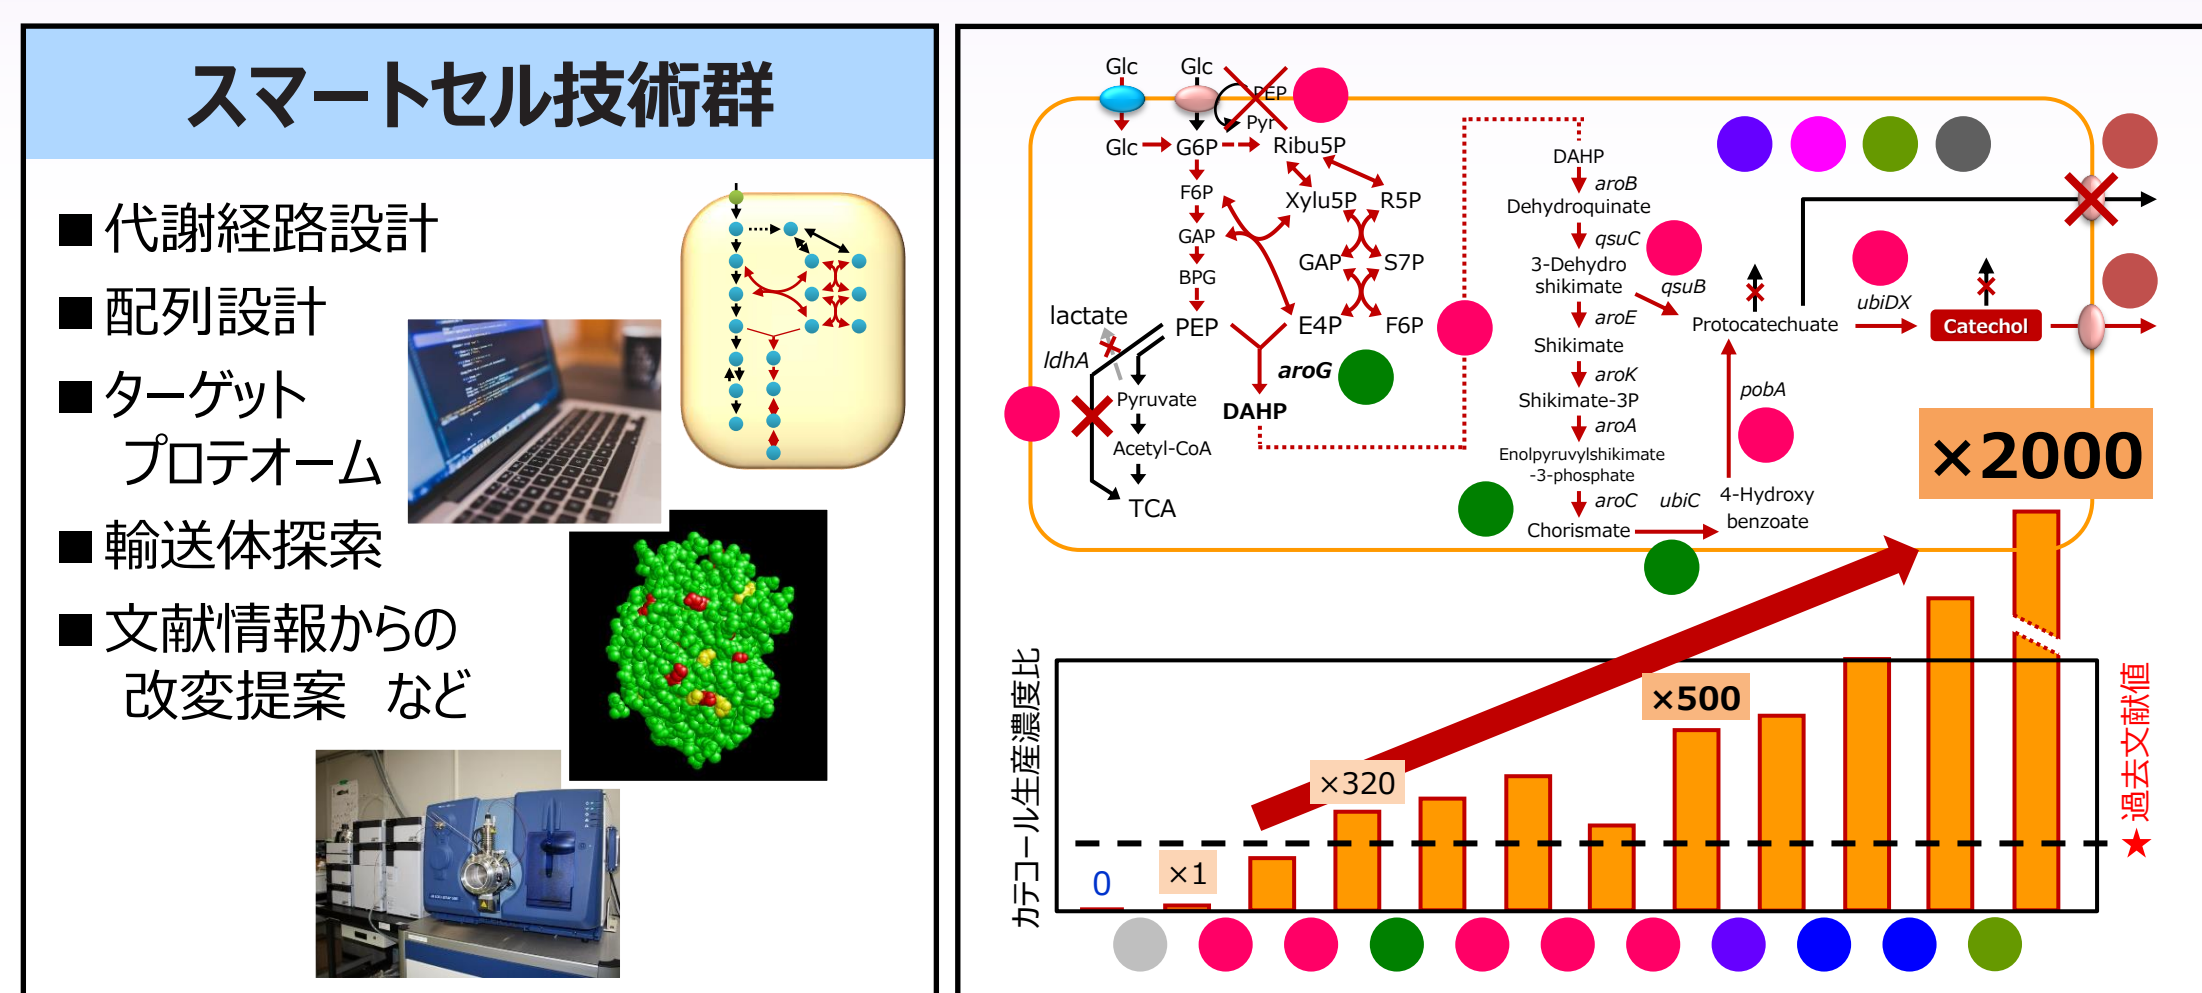 スマートセル技術群
■代謝経路設計
■配列設計
■ターゲット
プロテオーム
■輸送体探索
■文献情報からの
改変提案 など
Glc
Glc
PEP
Pyr
Glc
G6P
Ribu5P
F6P
Xylu5P
R5P
GAP
GAP
S7P
BPG
PEP
E4P
F6P
lactate
ldhA
aroG
Pyruvate
DAHP
Acetyl-CoA
TCA
DAHP
aroB
Dehydroquinate
qsuC
3-Dehydro
shikimate
qsuB
aroE
Shikimate
aroK
Shikimate-3P
aroA
Enolpyruvylshikimate
-3-phosphate
aroC
Chorismate
ubiC
4-Hydroxy
benzoate
pobA
Protocatechuate
ubiDX
Catechol
×2000
×500
×320
×1
0
カテコール生産濃度比
★過去文献値